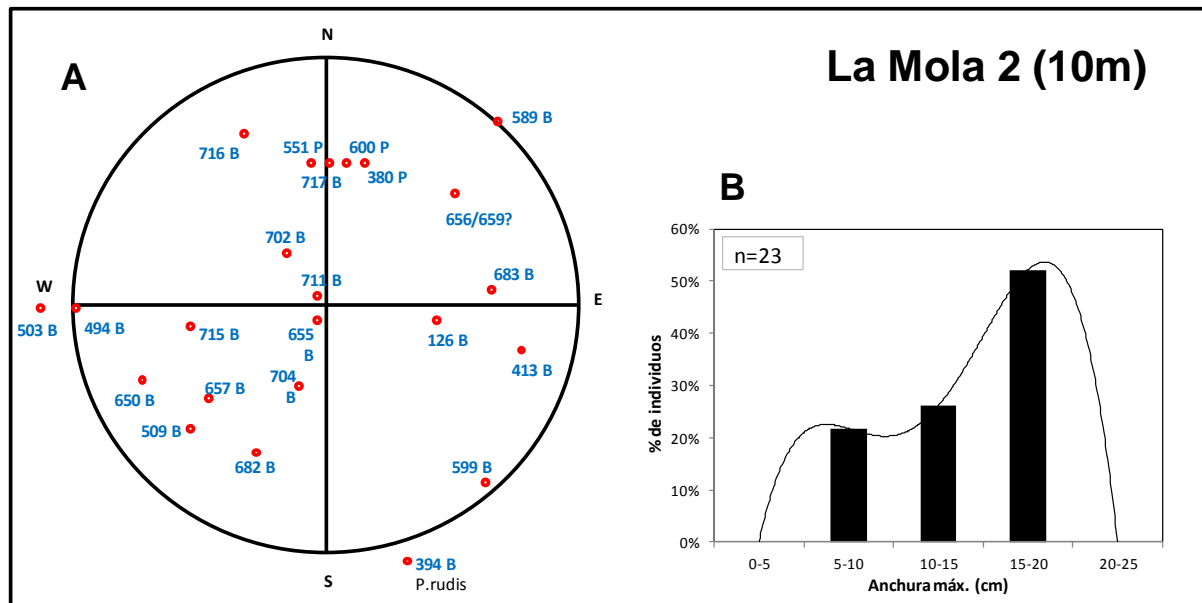 La Mola 2 (10m)
A
N
589 B
716 B
551 P
600 P
717 B
380 P
656/659?
702 B
711 B
683 B
W
E
503 B
494 B
715 B
655
B
126 B
413 B
704
B
650 B
657 B
509 B
682 B
599 B
S
394 B
P.rudis
B
n=23
% de individuos
60%
50%
40%
30%
20%
10%
0%
0-5
5-10
10-15
15-20
20-25
Anchura máx. (cm)